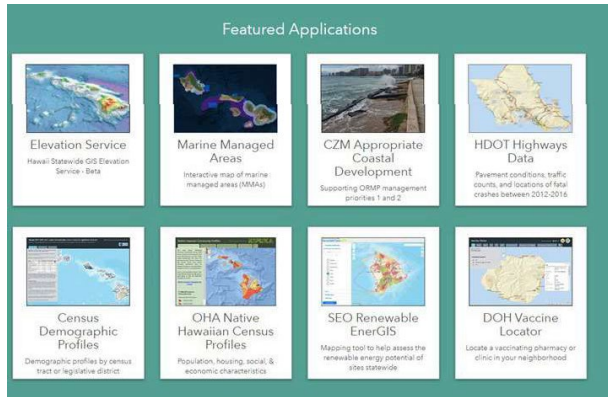 Featured Applications
Elevation Service
Hawaii Statewide GIS Elevation
Service - Beta
Marine Managed
Areas
Interactive map of marine
managed areas (MMAs)
CZM Appropriate
Coastal
Development
Supporting ORMP management
priorities 1 and 2
HDOT Highways
Data
Pavement conditions, traffic
counts, and locations of fatal
crashes between 2012-2016
Census
Demographic
Profiles
Demographic profiles by census
tract or legislative district
OHA Native
Hawaiian Census
Profiles
Population, housing, social, &
economic characteristics
SEO Renewable
EnerGIS
Mapping tool to help assess the
renewable energy potential of
sites statewide
DOH Vaccine
Locator
Locate a vaccinating pharmacy or
clinic in your neighborhood